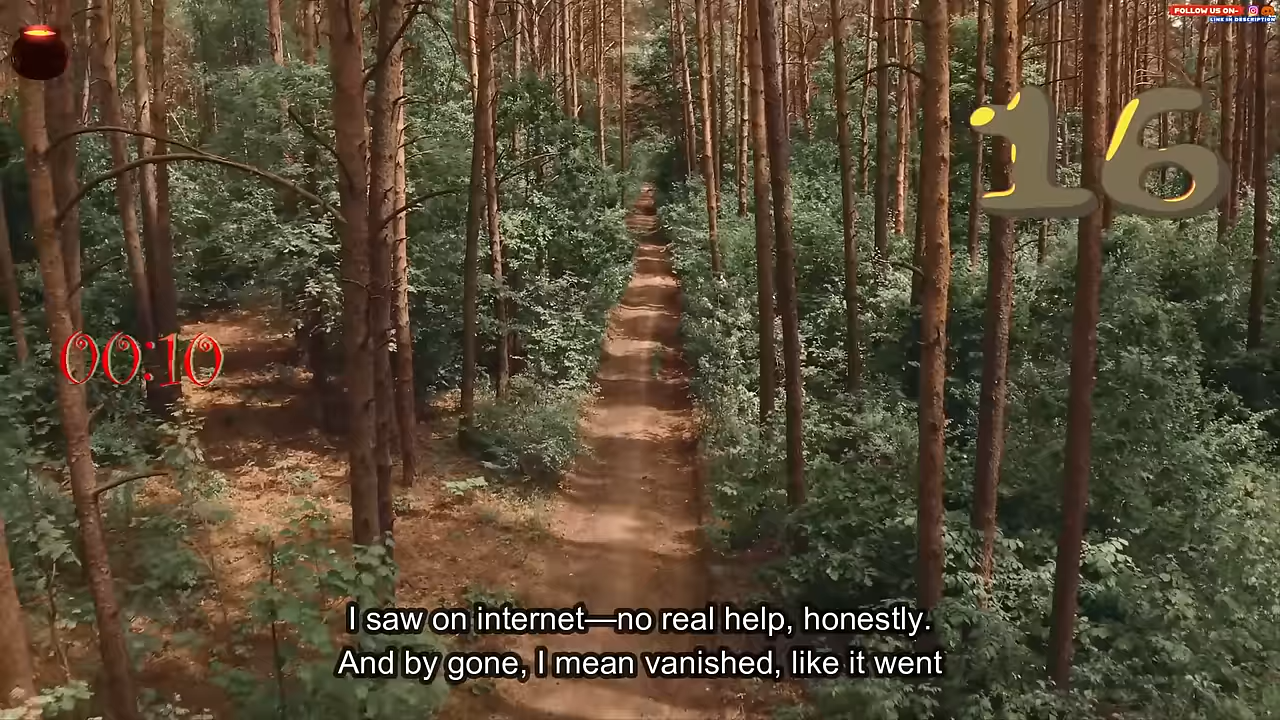 FOLLOW US ON-
LINK IN DESCRIPTION
16
00:10
I saw on internet—no real help, honestly.
And by gone, I mean vanished, like it went